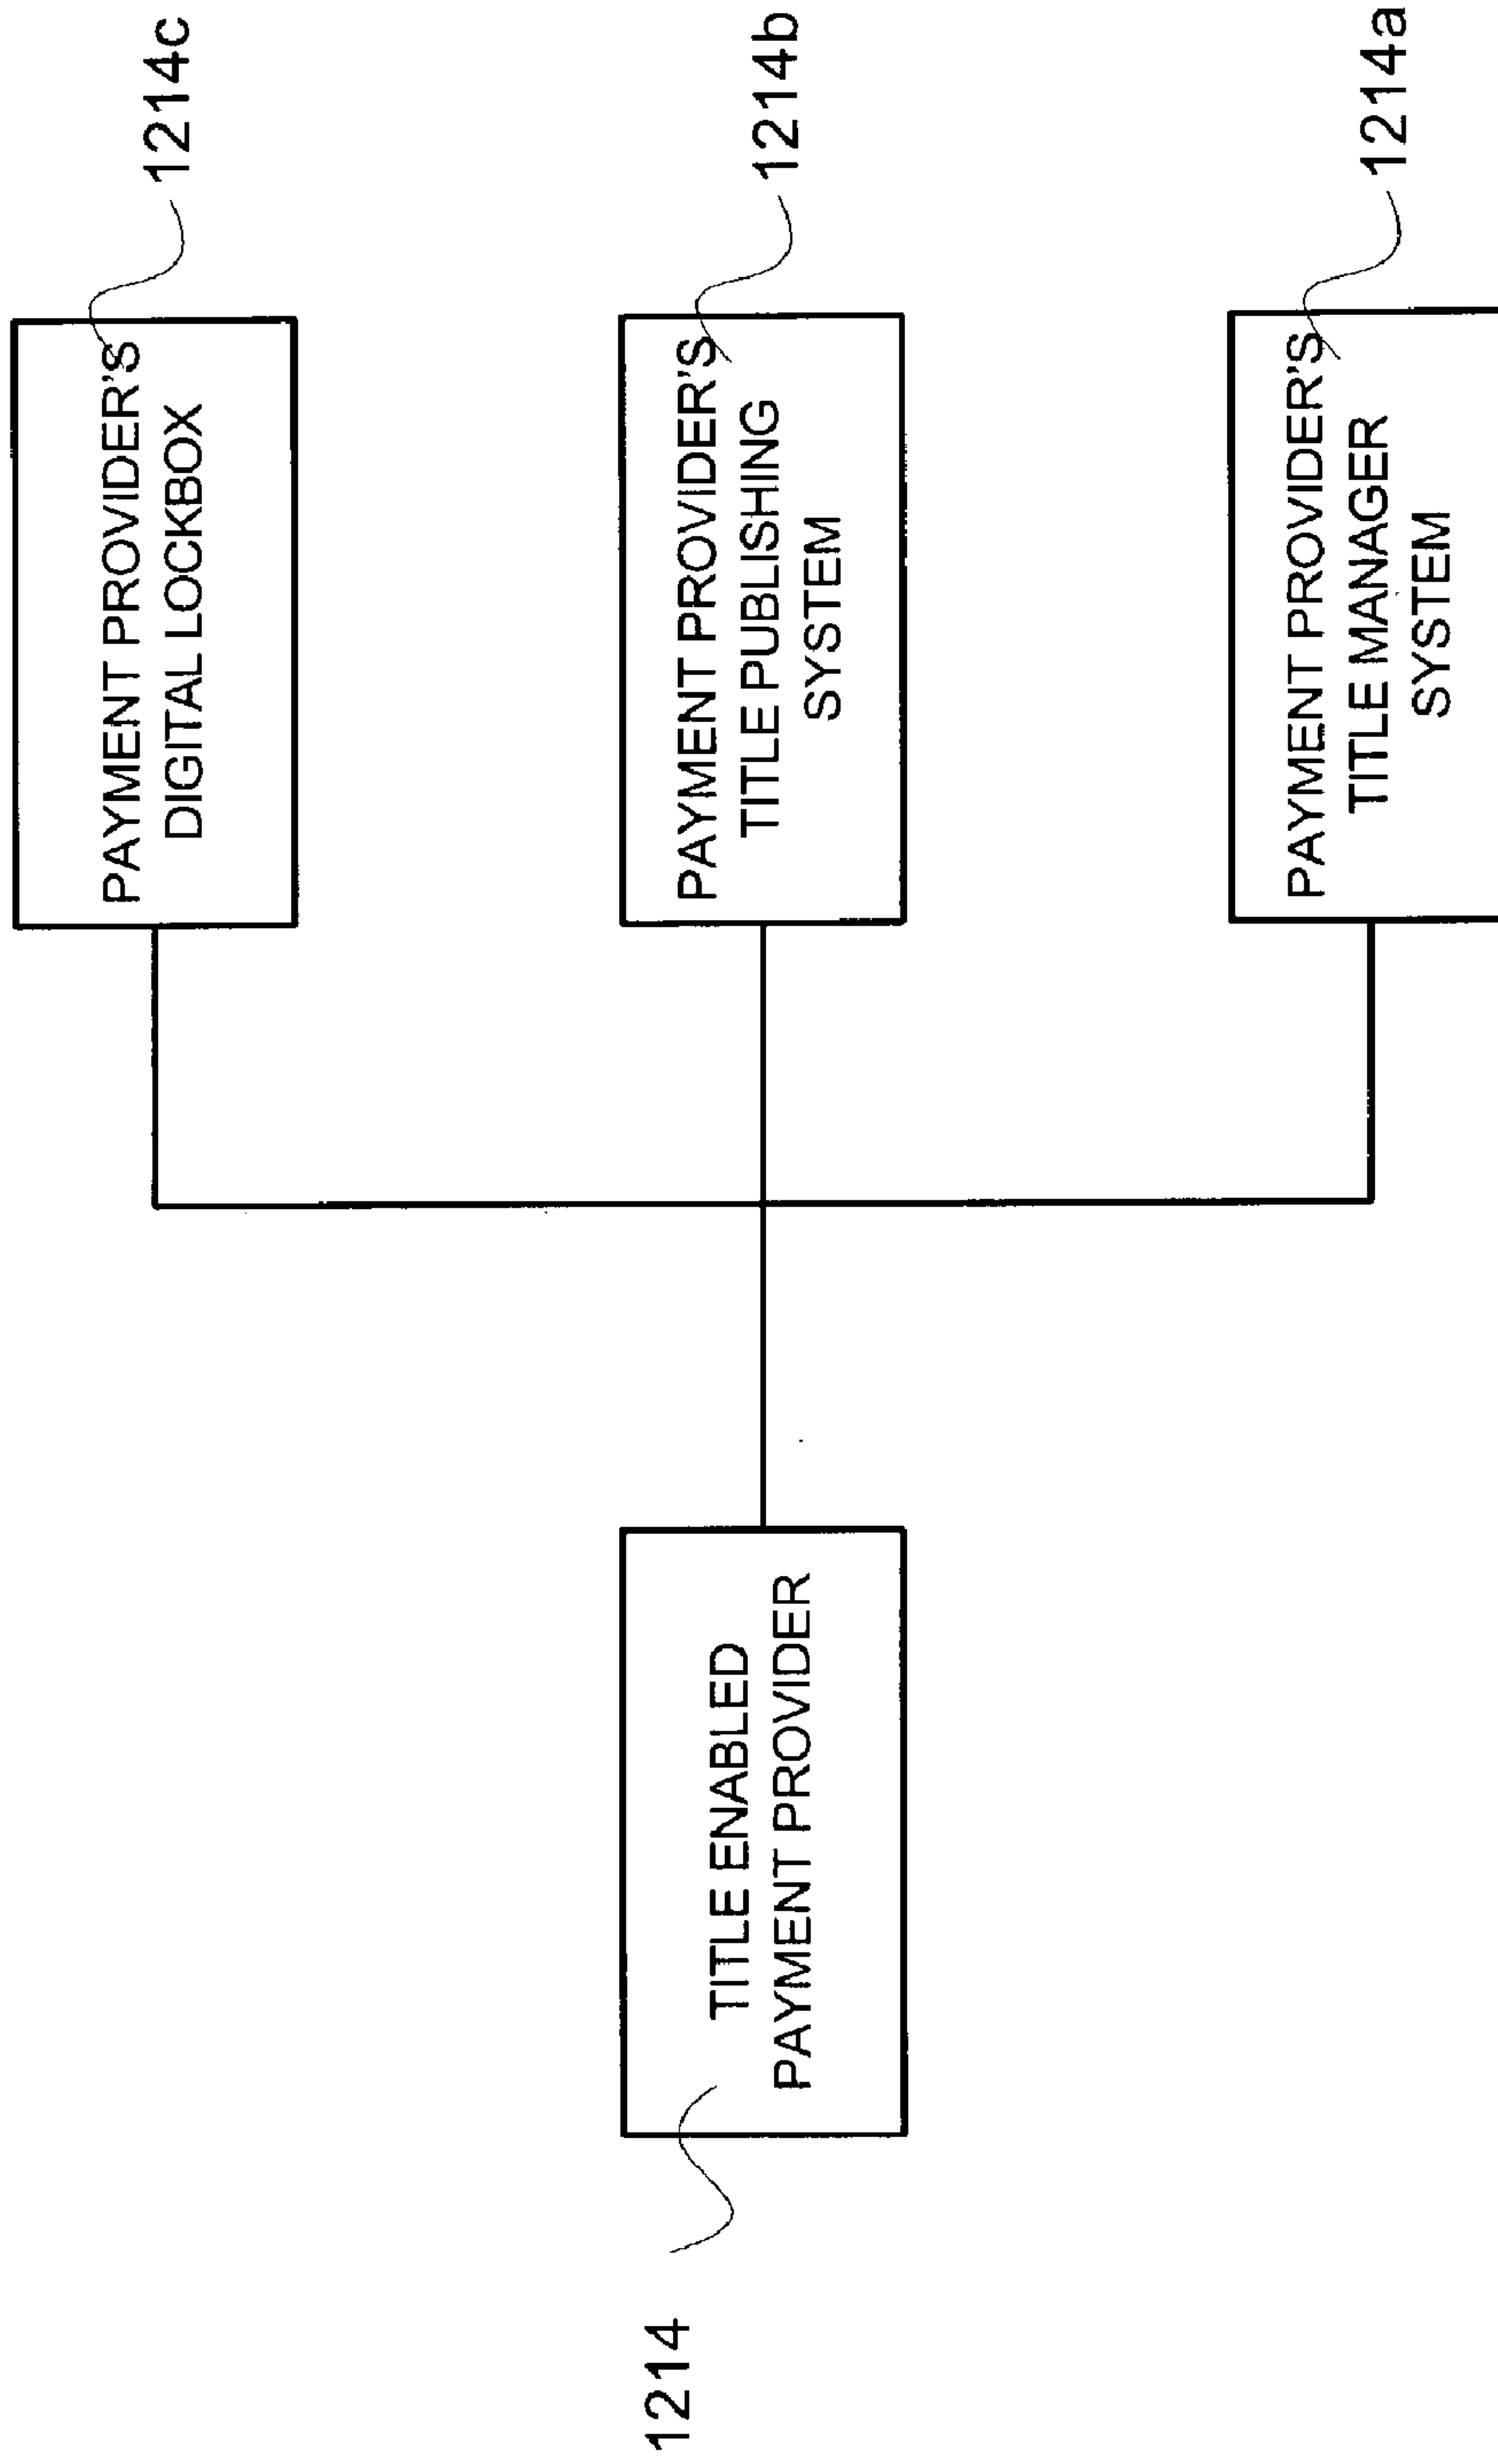 1214c
PAYMENT PROVIDER'S
DIGITAL LOCKBOX
1214b
PAYMENT PROVIDER'S
TITLE PUBLISHING
SYSTEM
1214a
PAYMENT PROVIDER'S
TITLE MANAGER
SYSTEM
TITLE ENABLED
PAYMENT PROVIDER
1214